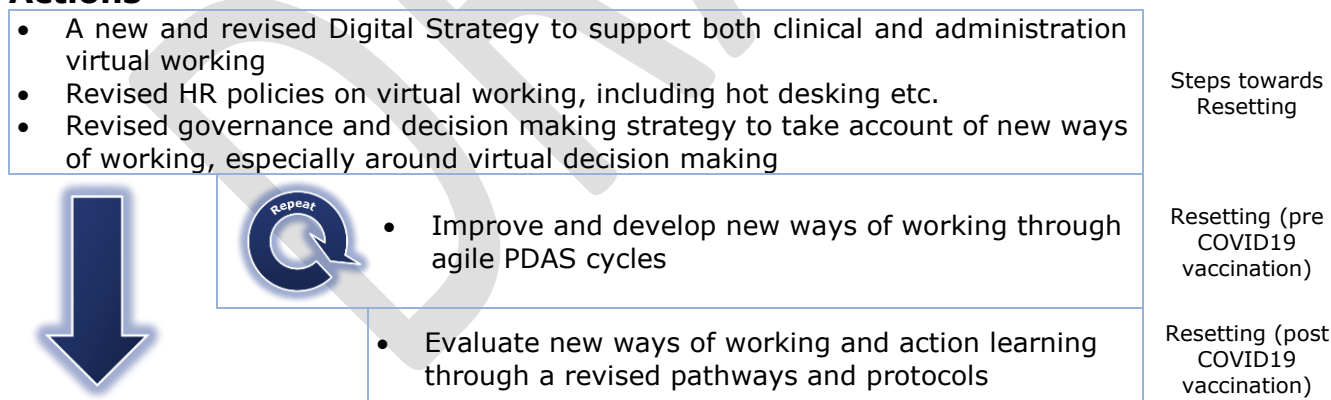 Actions
• A new and revised Digital Strategy to support both clinical and administration
virtual working
• Revised HR policies on virtual working, including hot desking etc.
• Revised governance and decision making strategy to take account of new ways
of working, especially around virtual decision making
Steps towards
Resetting
Repeat
• Improve and develop new ways of working through
agile PDAS cycles
Resetting (pre
COVID19
vaccination)
• Evaluate new ways of working and action learning
through a revised pathways and protocols
Resetting (post
COVID19
vaccination)